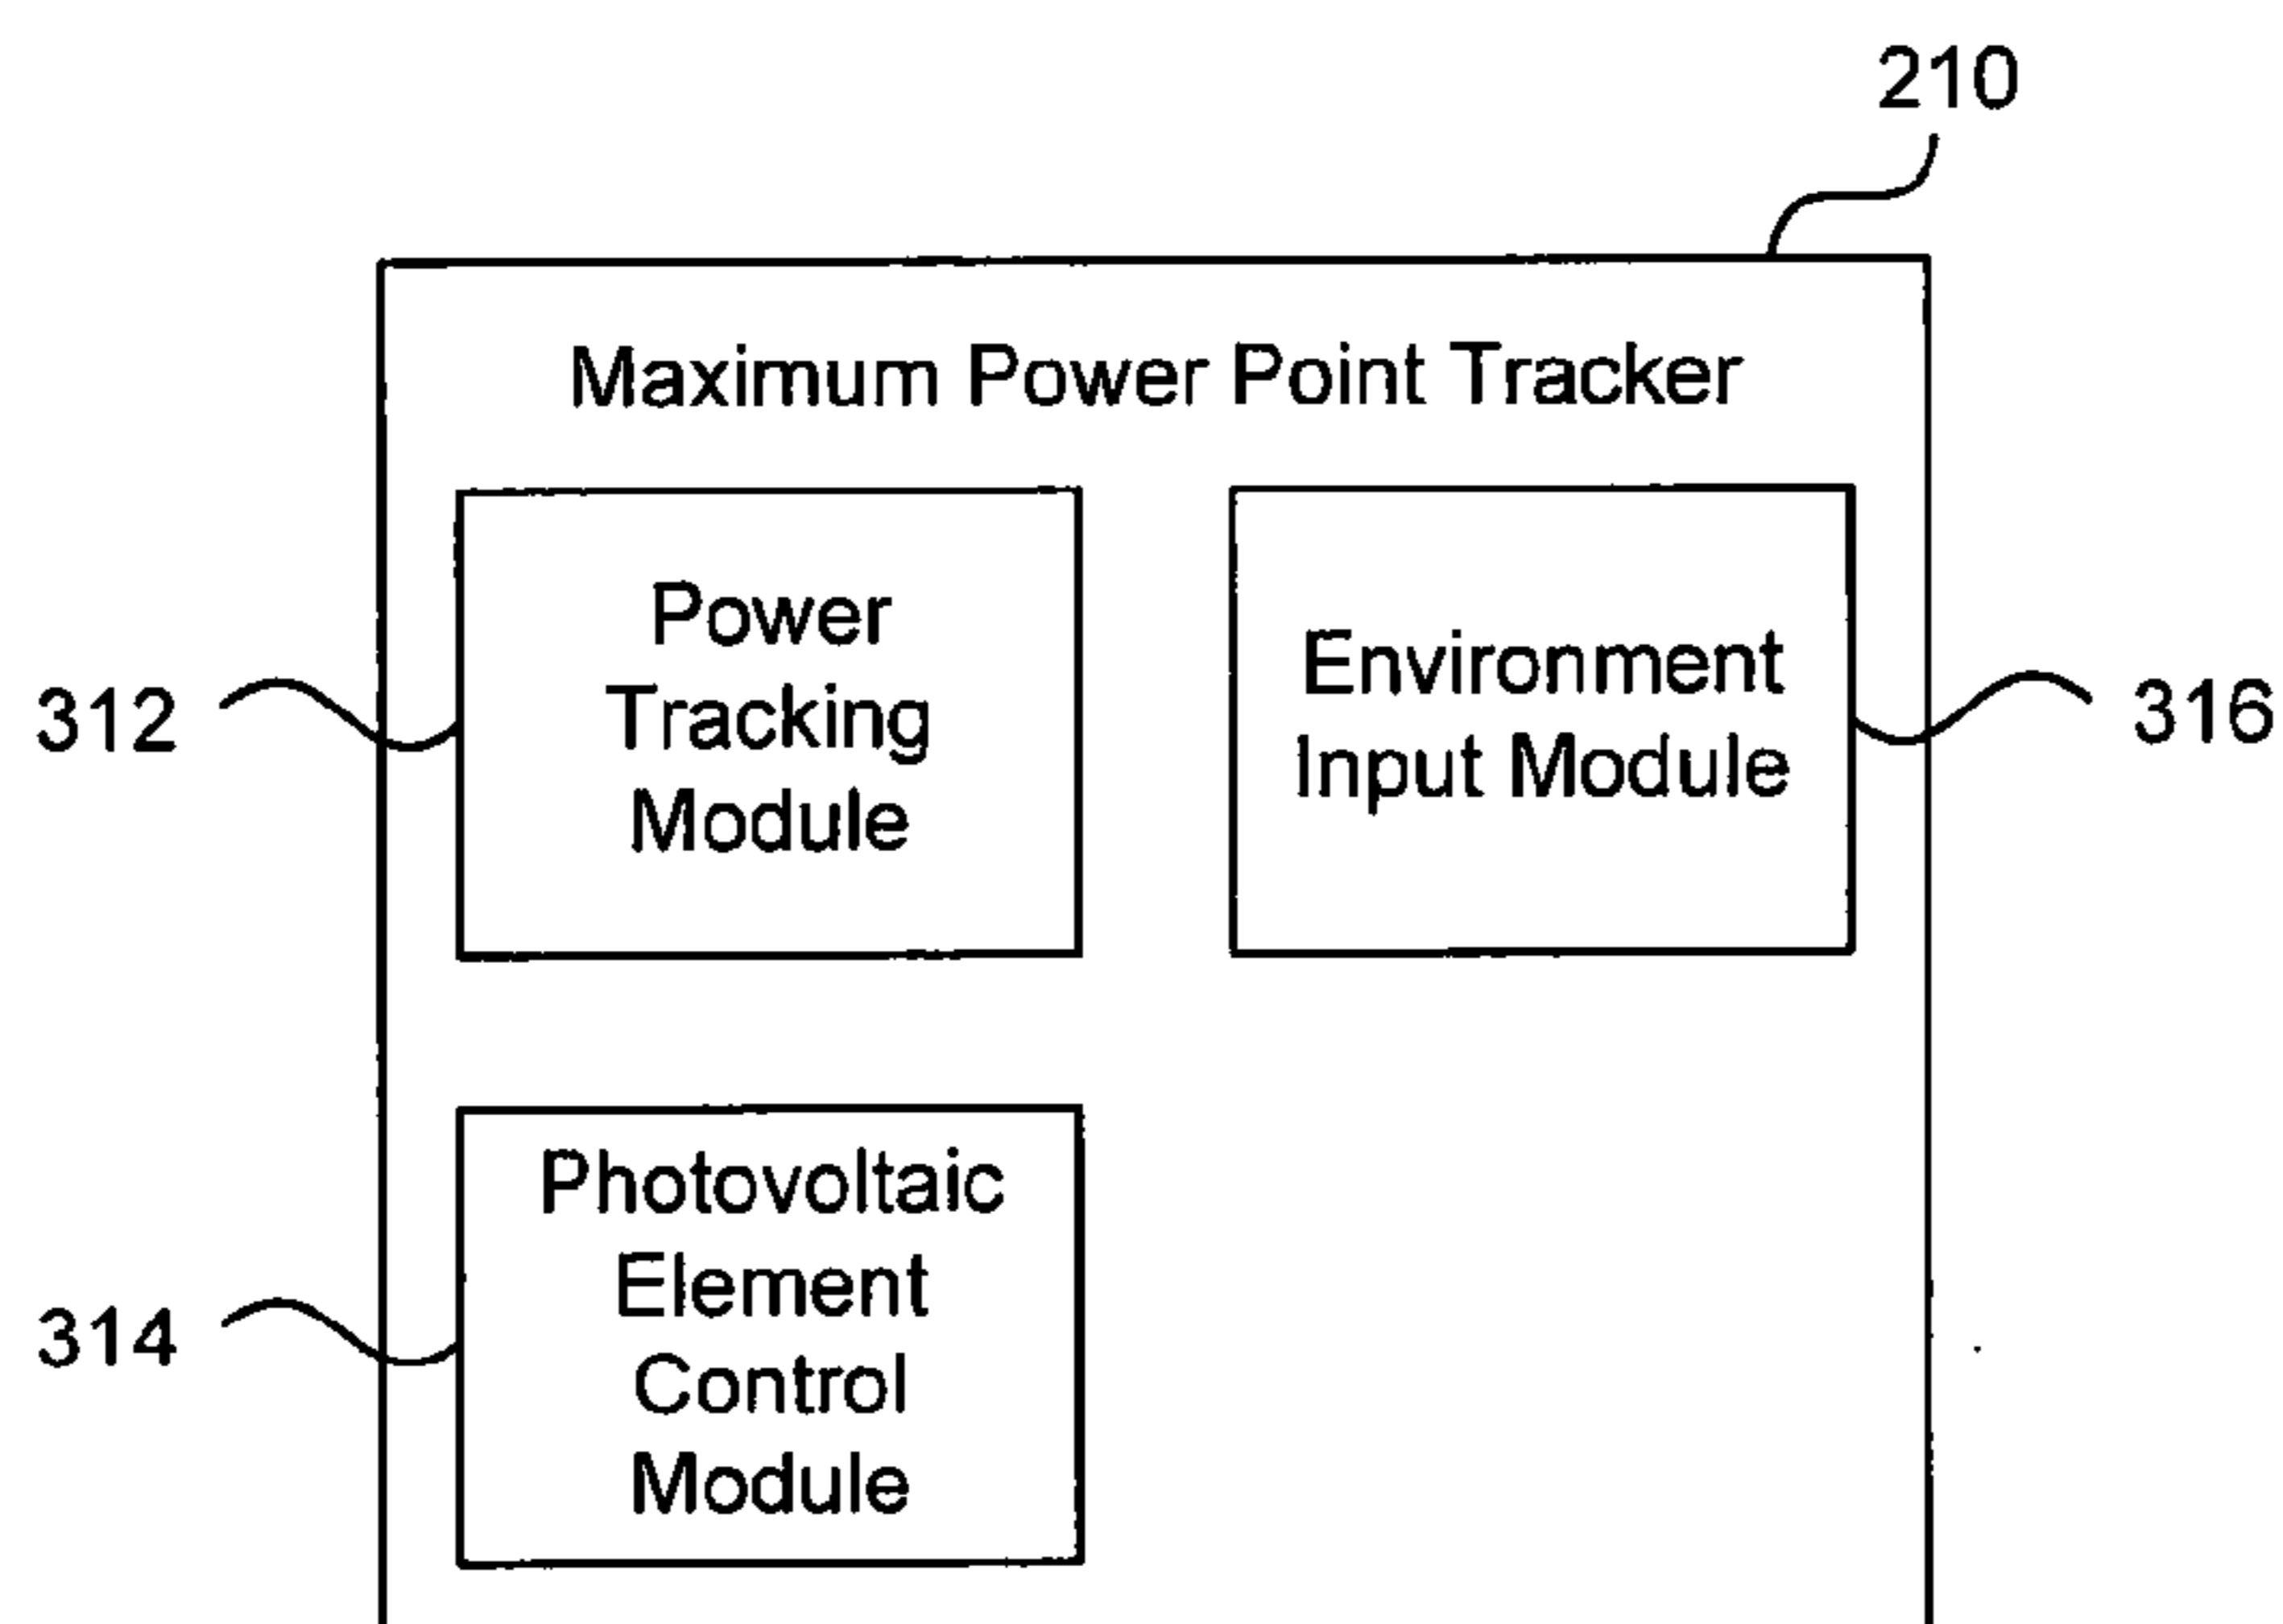 210
Maximum Power Point Tracker
Power
Tracking
Module
312
Environment
Input Module
316
Photovoltaic
Element
Control
Module
314